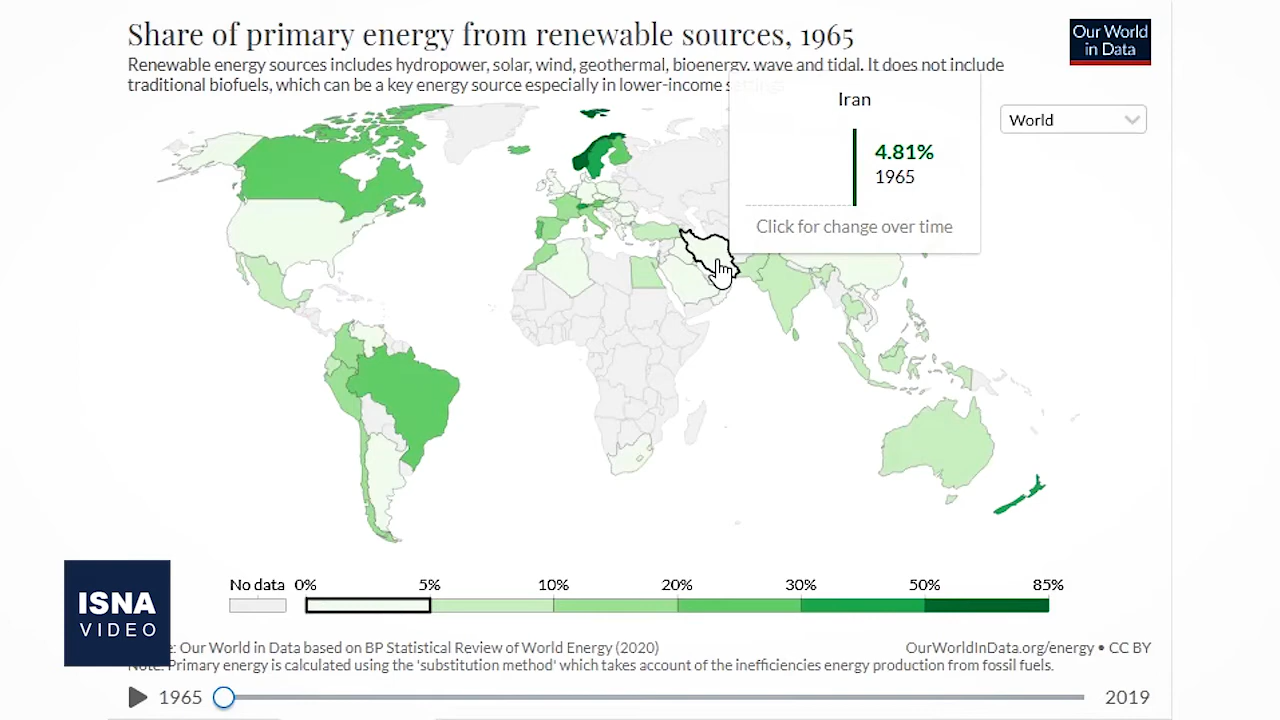 Share of primary energy from renewable sources, 1965
Our World
in Data
Renewable energy sources includes hydropower, solar, wind, geothermal, bioenergy, wave and tidal. It does not include
traditional biofuels, which can be a key energy source especially in lower-income
Iran
World
4.81%
1965
Click for change over time
No data 0% 5% 10% 20% 30% 50% 85%
ISNA
VIDEO
: Our World in Data based on BP Statistical Review of World Energy (2020)
OurWorldInData.org/energy • CC BY
Note: Primary energy is calculated using the 'substitution method' which takes account of the inefficiencies energy production from fossil fuels.
1965
2019